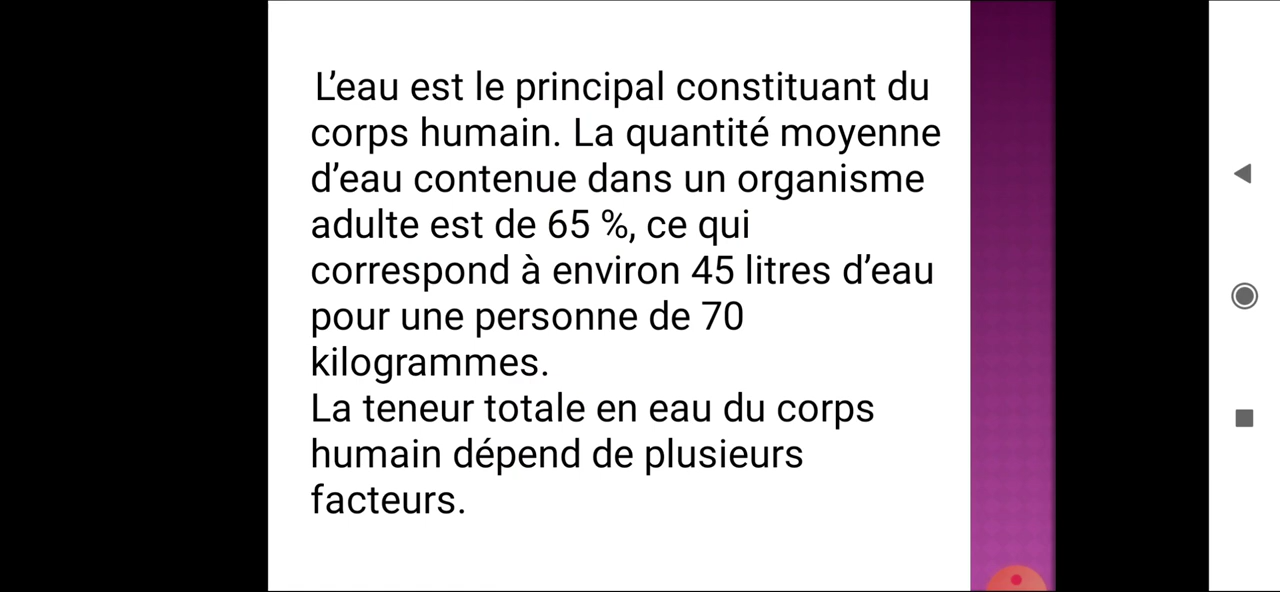 L’eau est le principal constituant du
corps humain. La quantité moyenne
d’eau contenue dans un organisme
adulte est de 65 %, ce qui
correspond à environ 45 litres d’eau
pour une personne de 70
kilogrammes.
La teneur totale en eau du corps
humain dépend de plusieurs
facteurs.